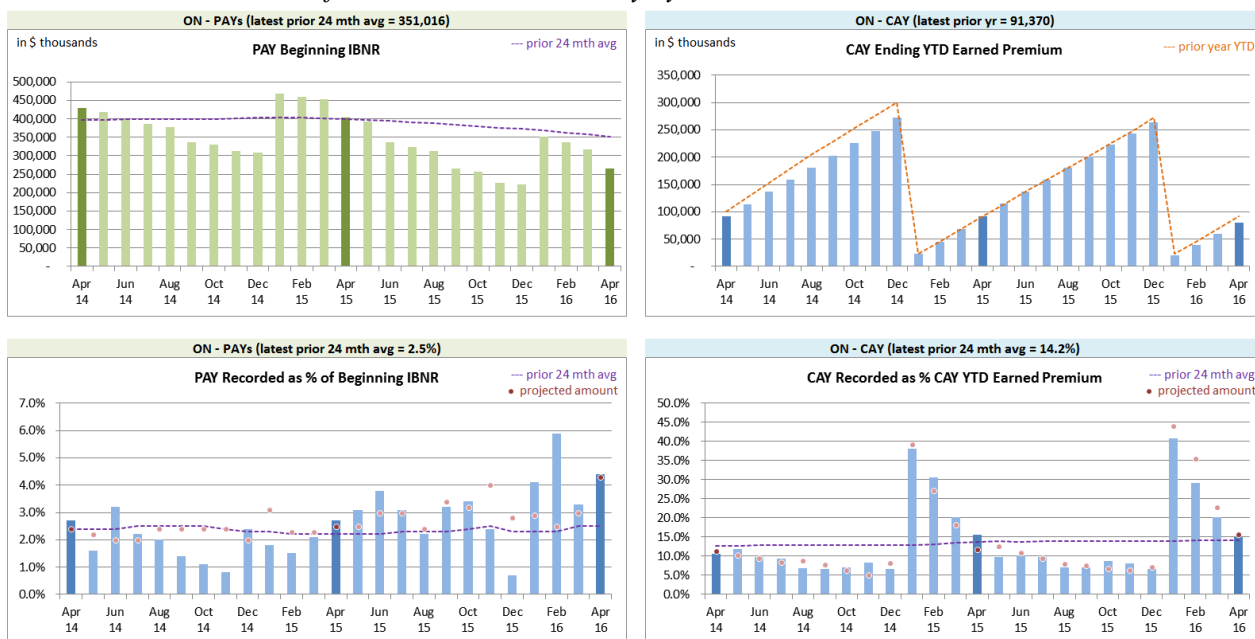 ON - PAYs (latest prior 24 mth avg = 351,016)
in $ thousands
PAY Beginning IBNR
--- prior 24 mth avg
500,000
450,000
400,000
350,000
300,000
250,000
200,000
150,000
100,000
50,000
-
Apr Jun Aug Oct Dec Feb Apr Jun Aug Oct Dec Feb Apr
14 14 14 14 14 15 15 15 15 15 15 16 16
ON - CAY (latest prior yr = 91,370)
in $ thousands
CAY Ending YTD Earned Premium
--- prior year YTD
350,000
300,000
250,000
200,000
150,000
100,000
50,000
-
Apr Jun Aug Oct Dec Feb Apr Jun Aug Oct Dec Feb Apr
14 14 14 14 14 15 15 15 15 15 15 16 16
ON - PAYs (latest prior 24 mth avg = 2.5%)
PAY Recorded as % of Beginning IBNR
--- prior 24 mth avg
• projected amount
7.0%
6.0%
5.0%
4.0%
3.0%
2.0%
1.0%
0.0%
Apr Jun Aug Oct Dec Feb Apr Jun Aug Oct Dec Feb Apr
14 14 14 14 14 15 15 15 15 15 15 16 16
ON - CAY (latest prior 24 mth avg = 14.2%)
CAY Recorded as % CAY YTD Earned Premium
--- prior 24 mth avg
• projected amount
50.0%
45.0%
40.0%
35.0%
30.0%
25.0%
20.0%
15.0%
10.0%
5.0%
0.0%
Apr Jun Aug Oct Dec Feb Apr Jun Aug Oct Dec Feb Apr
14 14 14 14 14 15 15 15 15 15 15 16 16